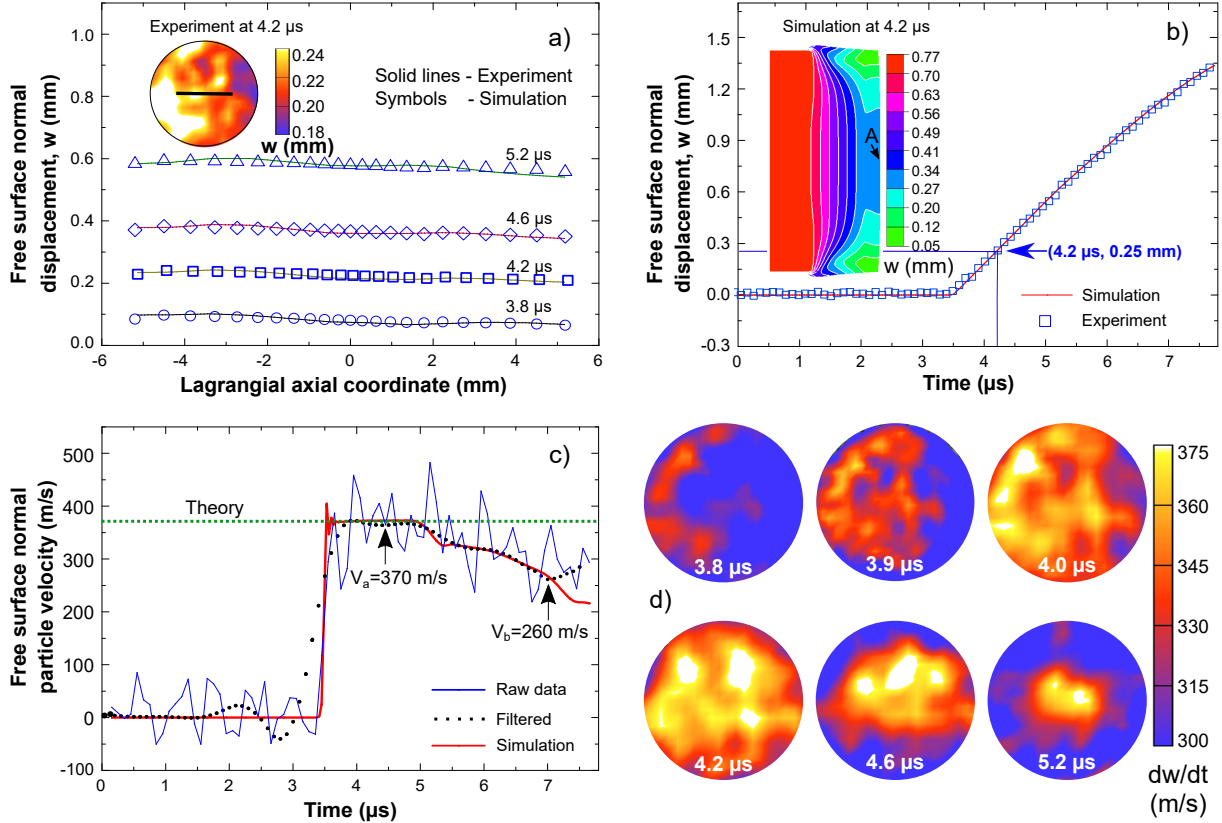 a)
Experiment at 4.2 µs
0.24
0.22
0.20
0.18
w (mm)
Solid lines - Experiment
Symbols - Simulation
5.2 µs
4.6 µs
4.2 µs
3.8 µs
1.0
0.8
0.6
0.4
0.2
0.0
-6
-4
-2
0
2
4
6
Free surface normal
displacement, w (mm)
Lagrangial axial coordinate (mm)
b)
Simulation at 4.2 µs
A
0.77
0.70
0.63
0.56
0.49
0.41
0.34
0.27
0.20
0.12
0.05
w (mm)
(4.2 µs, 0.25 mm)
Simulation
Experiment
1.5
1.2
0.9
0.6
0.3
0.0
-0.3
0
1
2
3
4
5
6
7
Free surface normal
displacement, w (mm)
Time (µs)
c)
Theory
Va=370 m/s
Vb=260 m/s
Raw data
Filtered
Simulation
500
400
300
200
100
0
-100
0
1
2
3
4
5
6
7
Free surface normal
particle velocity (m/s)
Time (µs)
d)
3.8 µs
3.9 µs
4.0 µs
4.2 µs
4.6 µs
5.2 µs
375
360
345
330
315
300
dw/dt
(m/s)